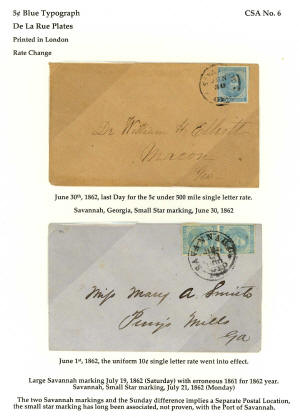 5¢ Blue Typograph
CSA No. 6
De La Rue Plates
Printed in London
Rate Change
Dr William H. Elliott
Macon
Geo
June 30th, 1862, last Day for the 5¢ under 500 mile single letter rate.
Savannah, Georgia, Small Star marking, June 30, 1862
SAVANNAH
Miss Mary A. Smith
Mills
Ga
June 1st, 1862, the uniform 10¢ single letter rate went into effect.
Large Savannah marking July 19, 1862 (Saturday) with erroneous 1861 for 1862 year.
Savannah, Small Star marking, July 21, 1862 (Monday)
The two Savannah markings and the Sunday difference implies a Separate Postal Location,
the small star marking has long been associated, not proven, with the Port of Savannah.